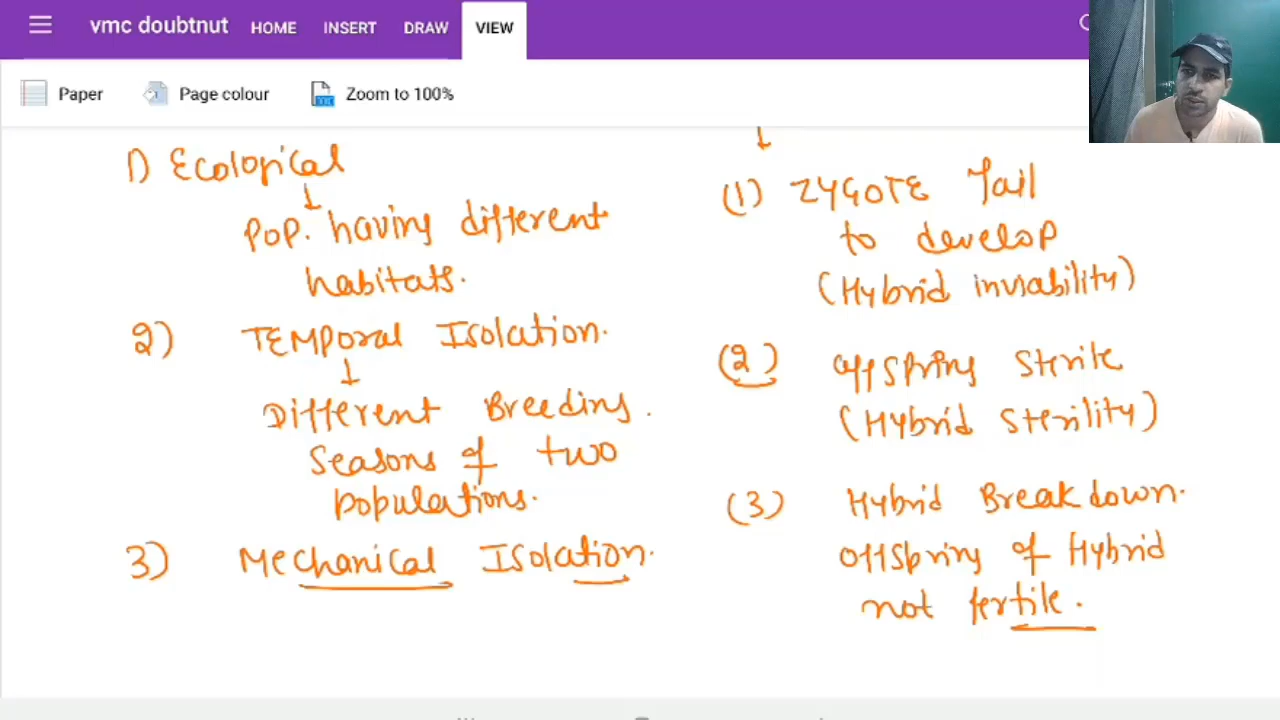 vmc doubtnut HOME INSERT DRAW VIEW
Paper Page colour Zoom to 100%
1) Ecological
Pop. having different
habitats.
2) TEMPoral Isolation.
Different Breeding.
Seasons of two
populations.
3) Mechanical Isolation.
(1) ZYGOTE fail
to develop
(Hybrid inviability)
(2) offspring sterile
(Hybrid sterility)
(3) Hybrid Breakdown.
offspring of Hybrid
not fertile.